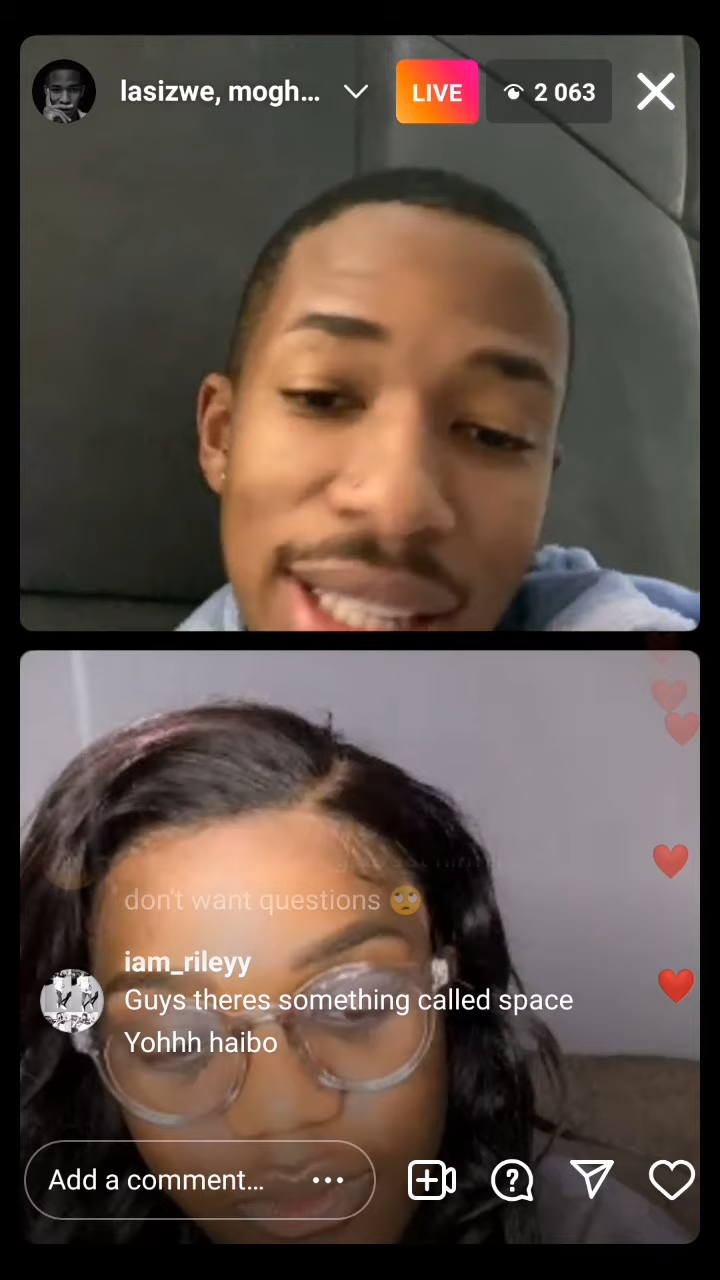 lasizwe, mogh...
LIVE
2 063
don't want questions 🙄
iam_rileyy
Guys theres something called space
Yohhh haibo
Add a comment...